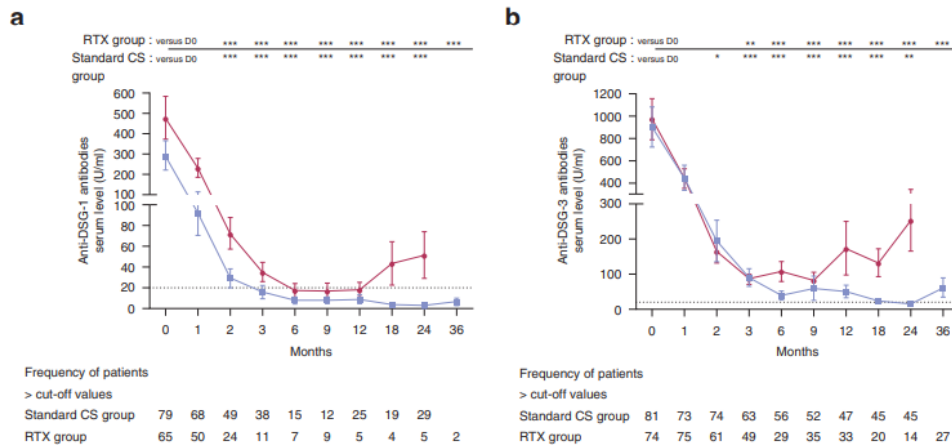 a
RTX group : versus D0 *** *** *** *** *** *** *** ***
Standard CS : versus D0 *** *** *** *** *** *** ***
group
Anti-DSG-1 antibodies
serum level (U/ml)
600
500
400
300
200
100
100
80
60
40
20
0
0 1 2 3 6 9 12 18 24 36
Months
Frequency of patients
> cut-off values
Standard CS group 79 68 49 38 15 12 25 19 29
RTX group 65 50 24 11 7 9 5 4 5 2
b
RTX group : versus D0 ** *** *** *** *** *** ***
Standard CS : versus D0 * *** *** *** *** *** **
group
Anti-DSG-3 antibodies
serum level (U/ml)
1200
1000
800
600
400
300
200
100
0
0 1 2 3 6 9 12 18 24 36
Months
Frequency of patients
> cut-off values
Standard CS group 81 73 74 63 56 52 47 45 45
RTX group 74 75 61 49 29 35 33 20 14 27